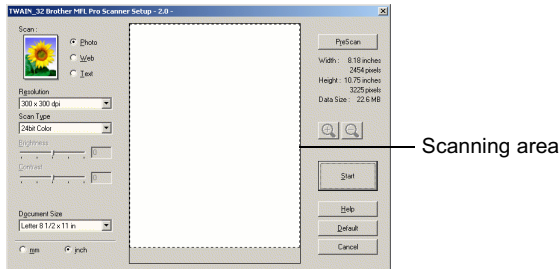 TWAIN_32 Brother MFL Pro Scanner Setup - 2.0 -
Scan :
Photo
Web
Text
Resolution
300 x 300 dpi
Scan Type
24bit Color
Brightness
0
Contrast
0
Document Size
Letter 8 1/2 x 11 in
mm
inch
PreScan
Width : 8.18 inches
2454 pixels
Height : 10.75 inches
3225 pixels
Data Size : 22.6 MB
Start
Help
Default
Cancel
Scanning area